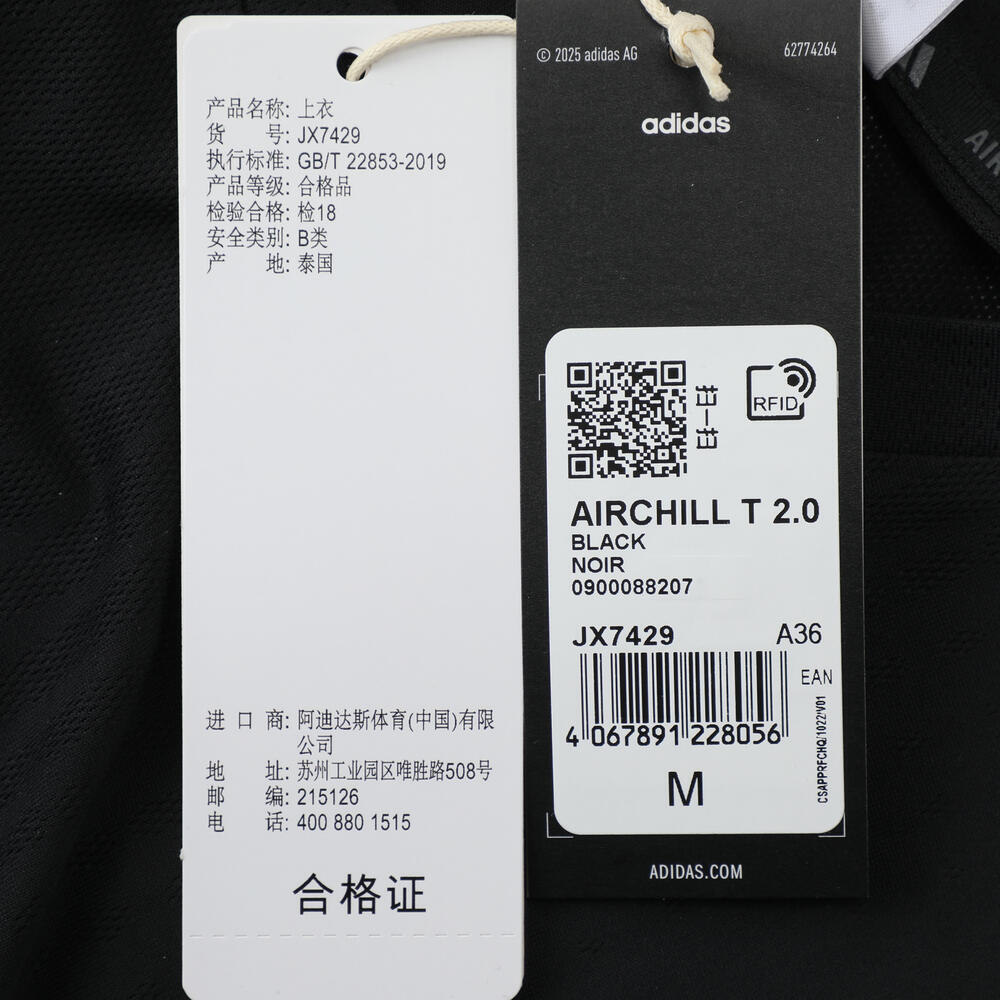 产品名称: 上衣
货 号: JX7429
执行标准: GB/T 22853-2019
产品等级: 合格品
检验合格: 检18
安全类别: B类
产 地: 泰国
进 口 商: 阿迪达斯体育(中国)有限
公司
地 址: 苏州工业园区唯胜路508号
邮 编: 215126
电 话: 400 880 1515
合格证
© 2025 adidas AG
62774264
adidas
RFID
AIRCHILL T 2.0
BLACK
NOIR
0900088207
JX7429
A36
EAN
4 067891 228056
M
CSAPPRFCHQ/1022/V01
ADIDAS.COM